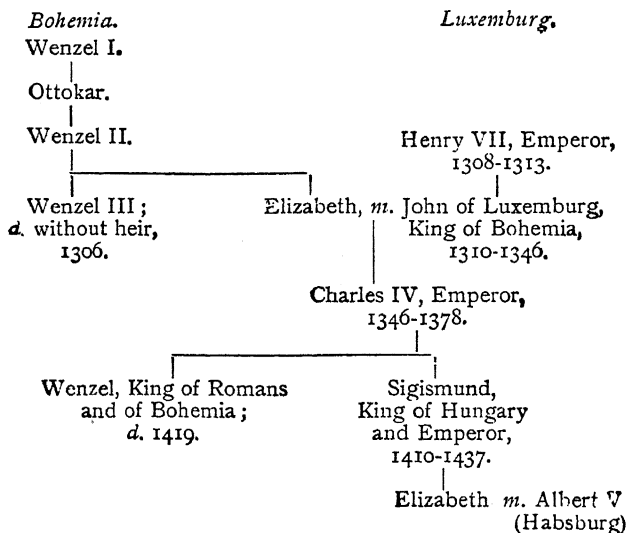 Bohemia. Luxemburg.
Wenzel I.
Ottokar.
Wenzel II. Henry VII, Emperor,
1308-1313.
Wenzel III; Elizabeth, m. John of Luxemburg,
d. without heir, King of Bohemia,
1306. 1310-1346.
Charles IV, Emperor,
1346-1378.
Wenzel, King of Romans Sigismund,
and of Bohemia; King of Hungary
d. 1419. and Emperor,
1410-1437.
Elizabeth m. Albert V
(Habsburg)